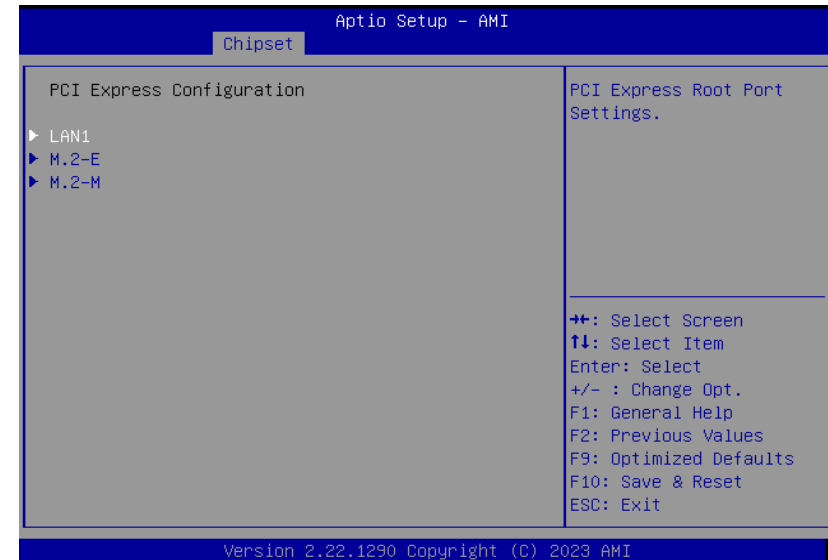 Aptio Setup – AMI
Chipset
PCI Express Configuration
▶ LAN1
▶ M.2–E
▶ M.2–M
PCI Express Root Port
Settings.
→←: Select Screen
↑↓: Select Item
Enter: Select
+/– : Change Opt.
F1: General Help
F2: Previous Values
F9: Optimized Defaults
F10: Save & Reset
ESC: Exit
Version 2.22.1290 Copyright (C) 2023 AMI